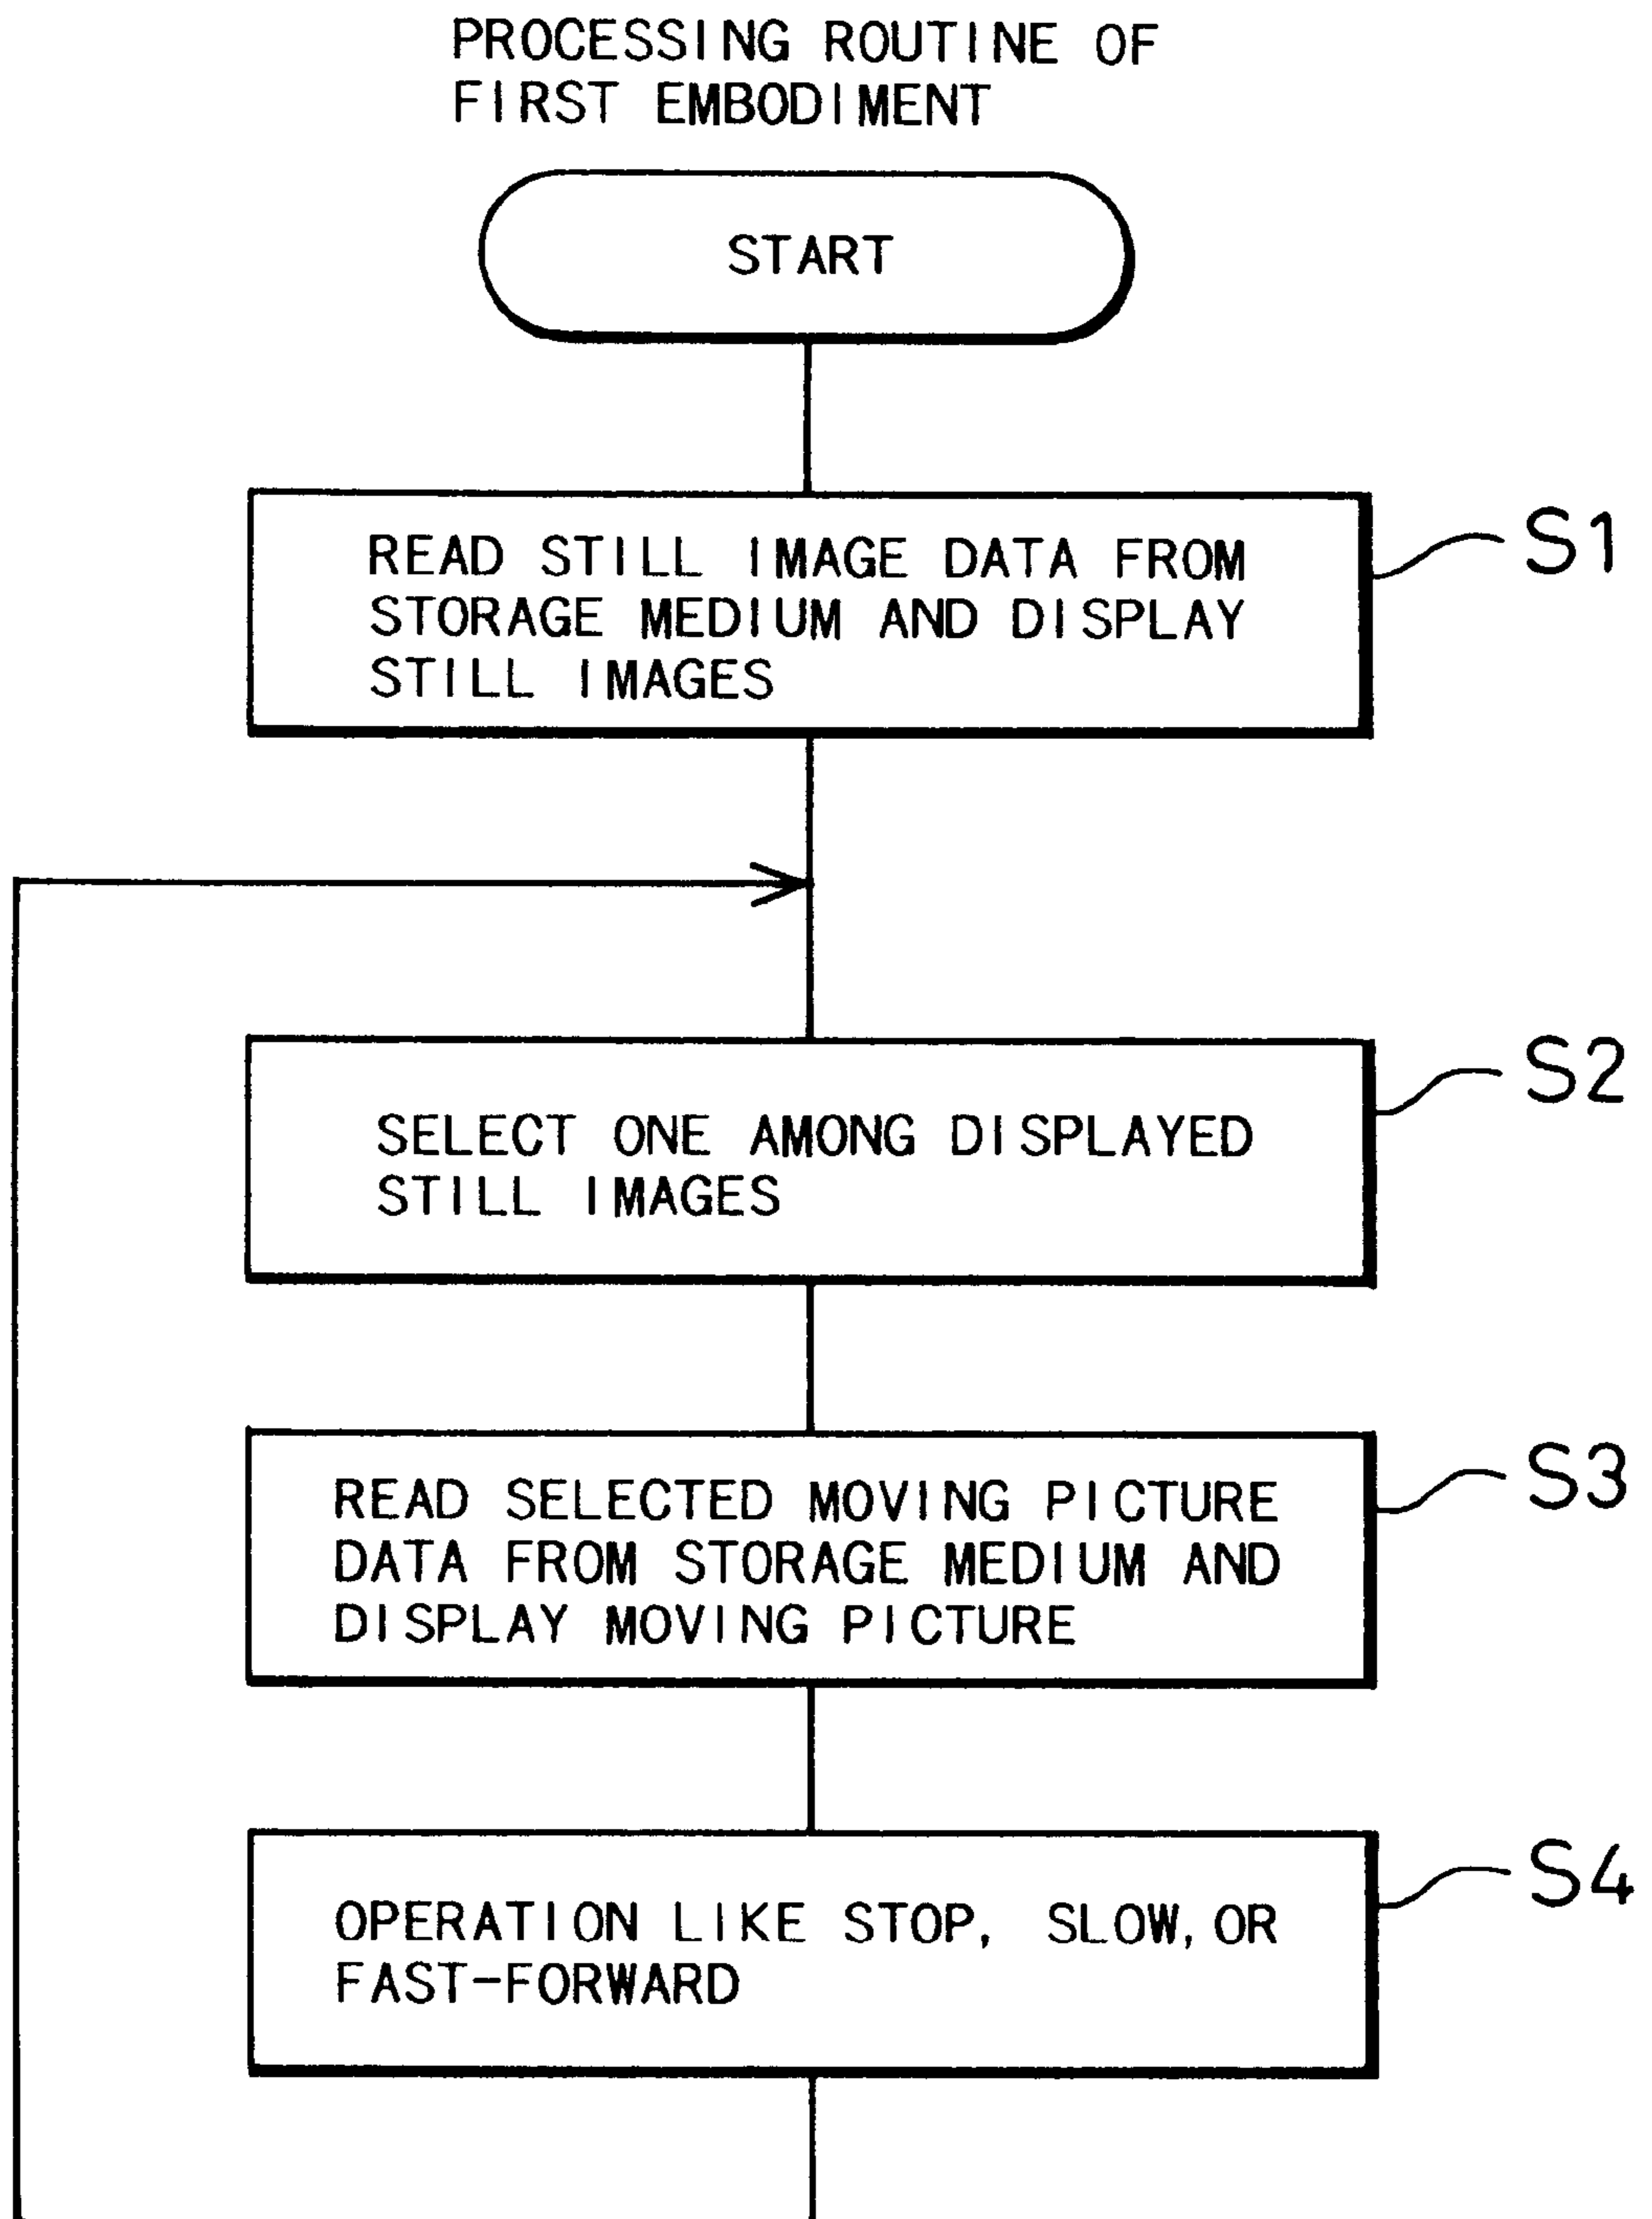 PROCESSING ROUTINE OF
FIRST EMBODIMENT
START
READ STILL IMAGE DATA FROM
STORAGE MEDIUM AND DISPLAY
STILL IMAGES
S1
SELECT ONE AMONG DISPLAYED
STILL IMAGES
S2
READ SELECTED MOVING PICTURE
DATA FROM STORAGE MEDIUM AND
DISPLAY MOVING PICTURE
S3
OPERATION LIKE STOP, SLOW, OR
FAST-FORWARD
S4